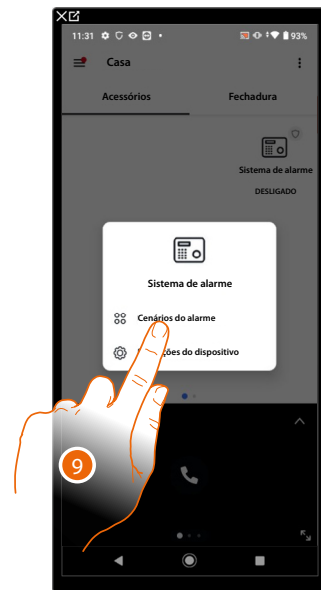 11:31 93%
Casa
Acessórios Fechadura
Sistema de alarme
DESLIGADO
Sistema de alarme
Cenários do alarme
ções do dispositivo
9